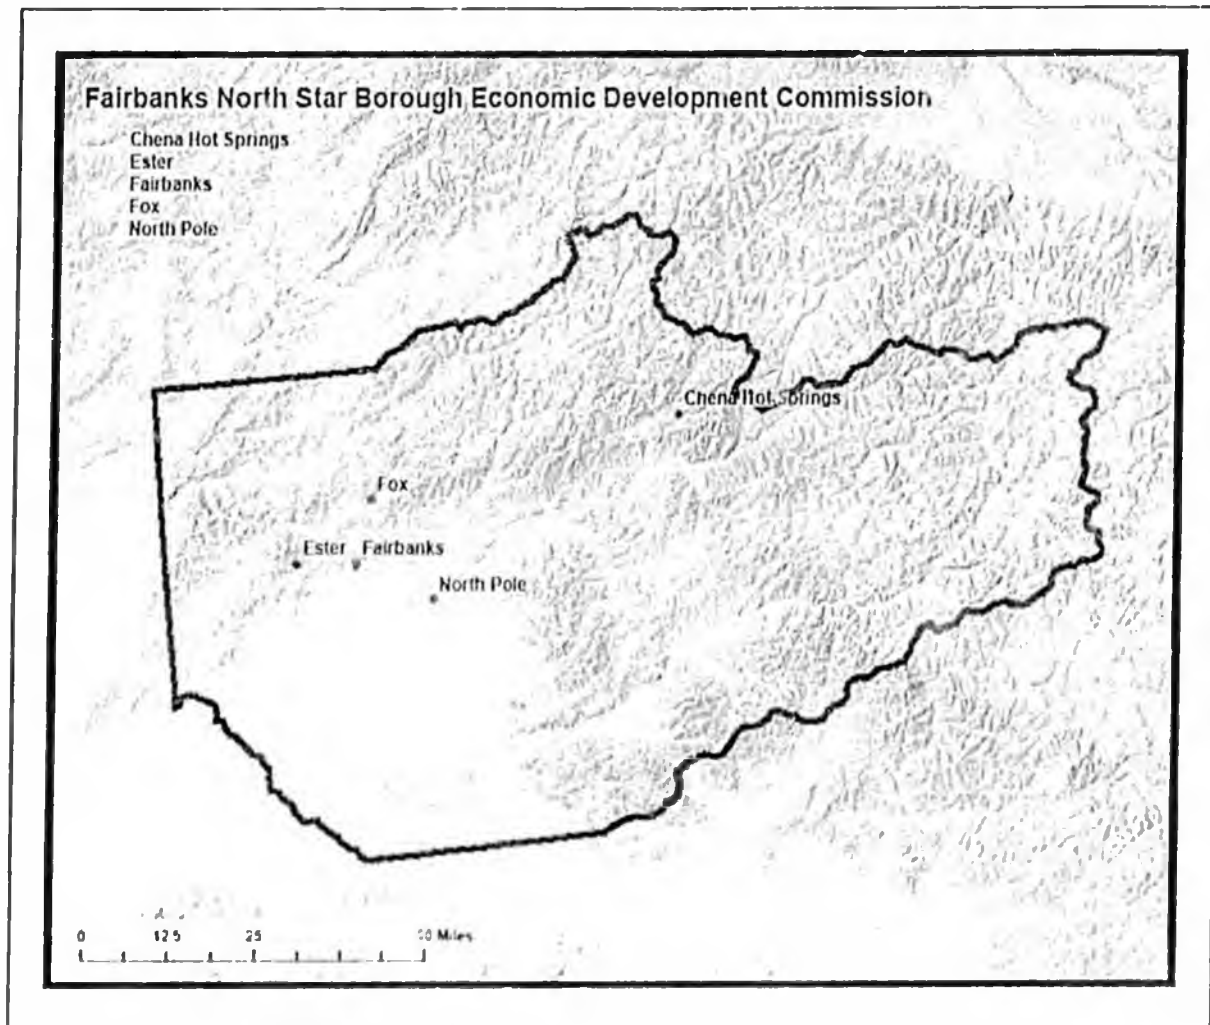 Fairbanks North Star Borough Economic Development Commission
Chena Hot Springs
Ester
Fairbanks
Fox
North Pole
Chena Hot Springs
Fox
Ester Fairbanks
North Pole
0 12.5 25 Miles